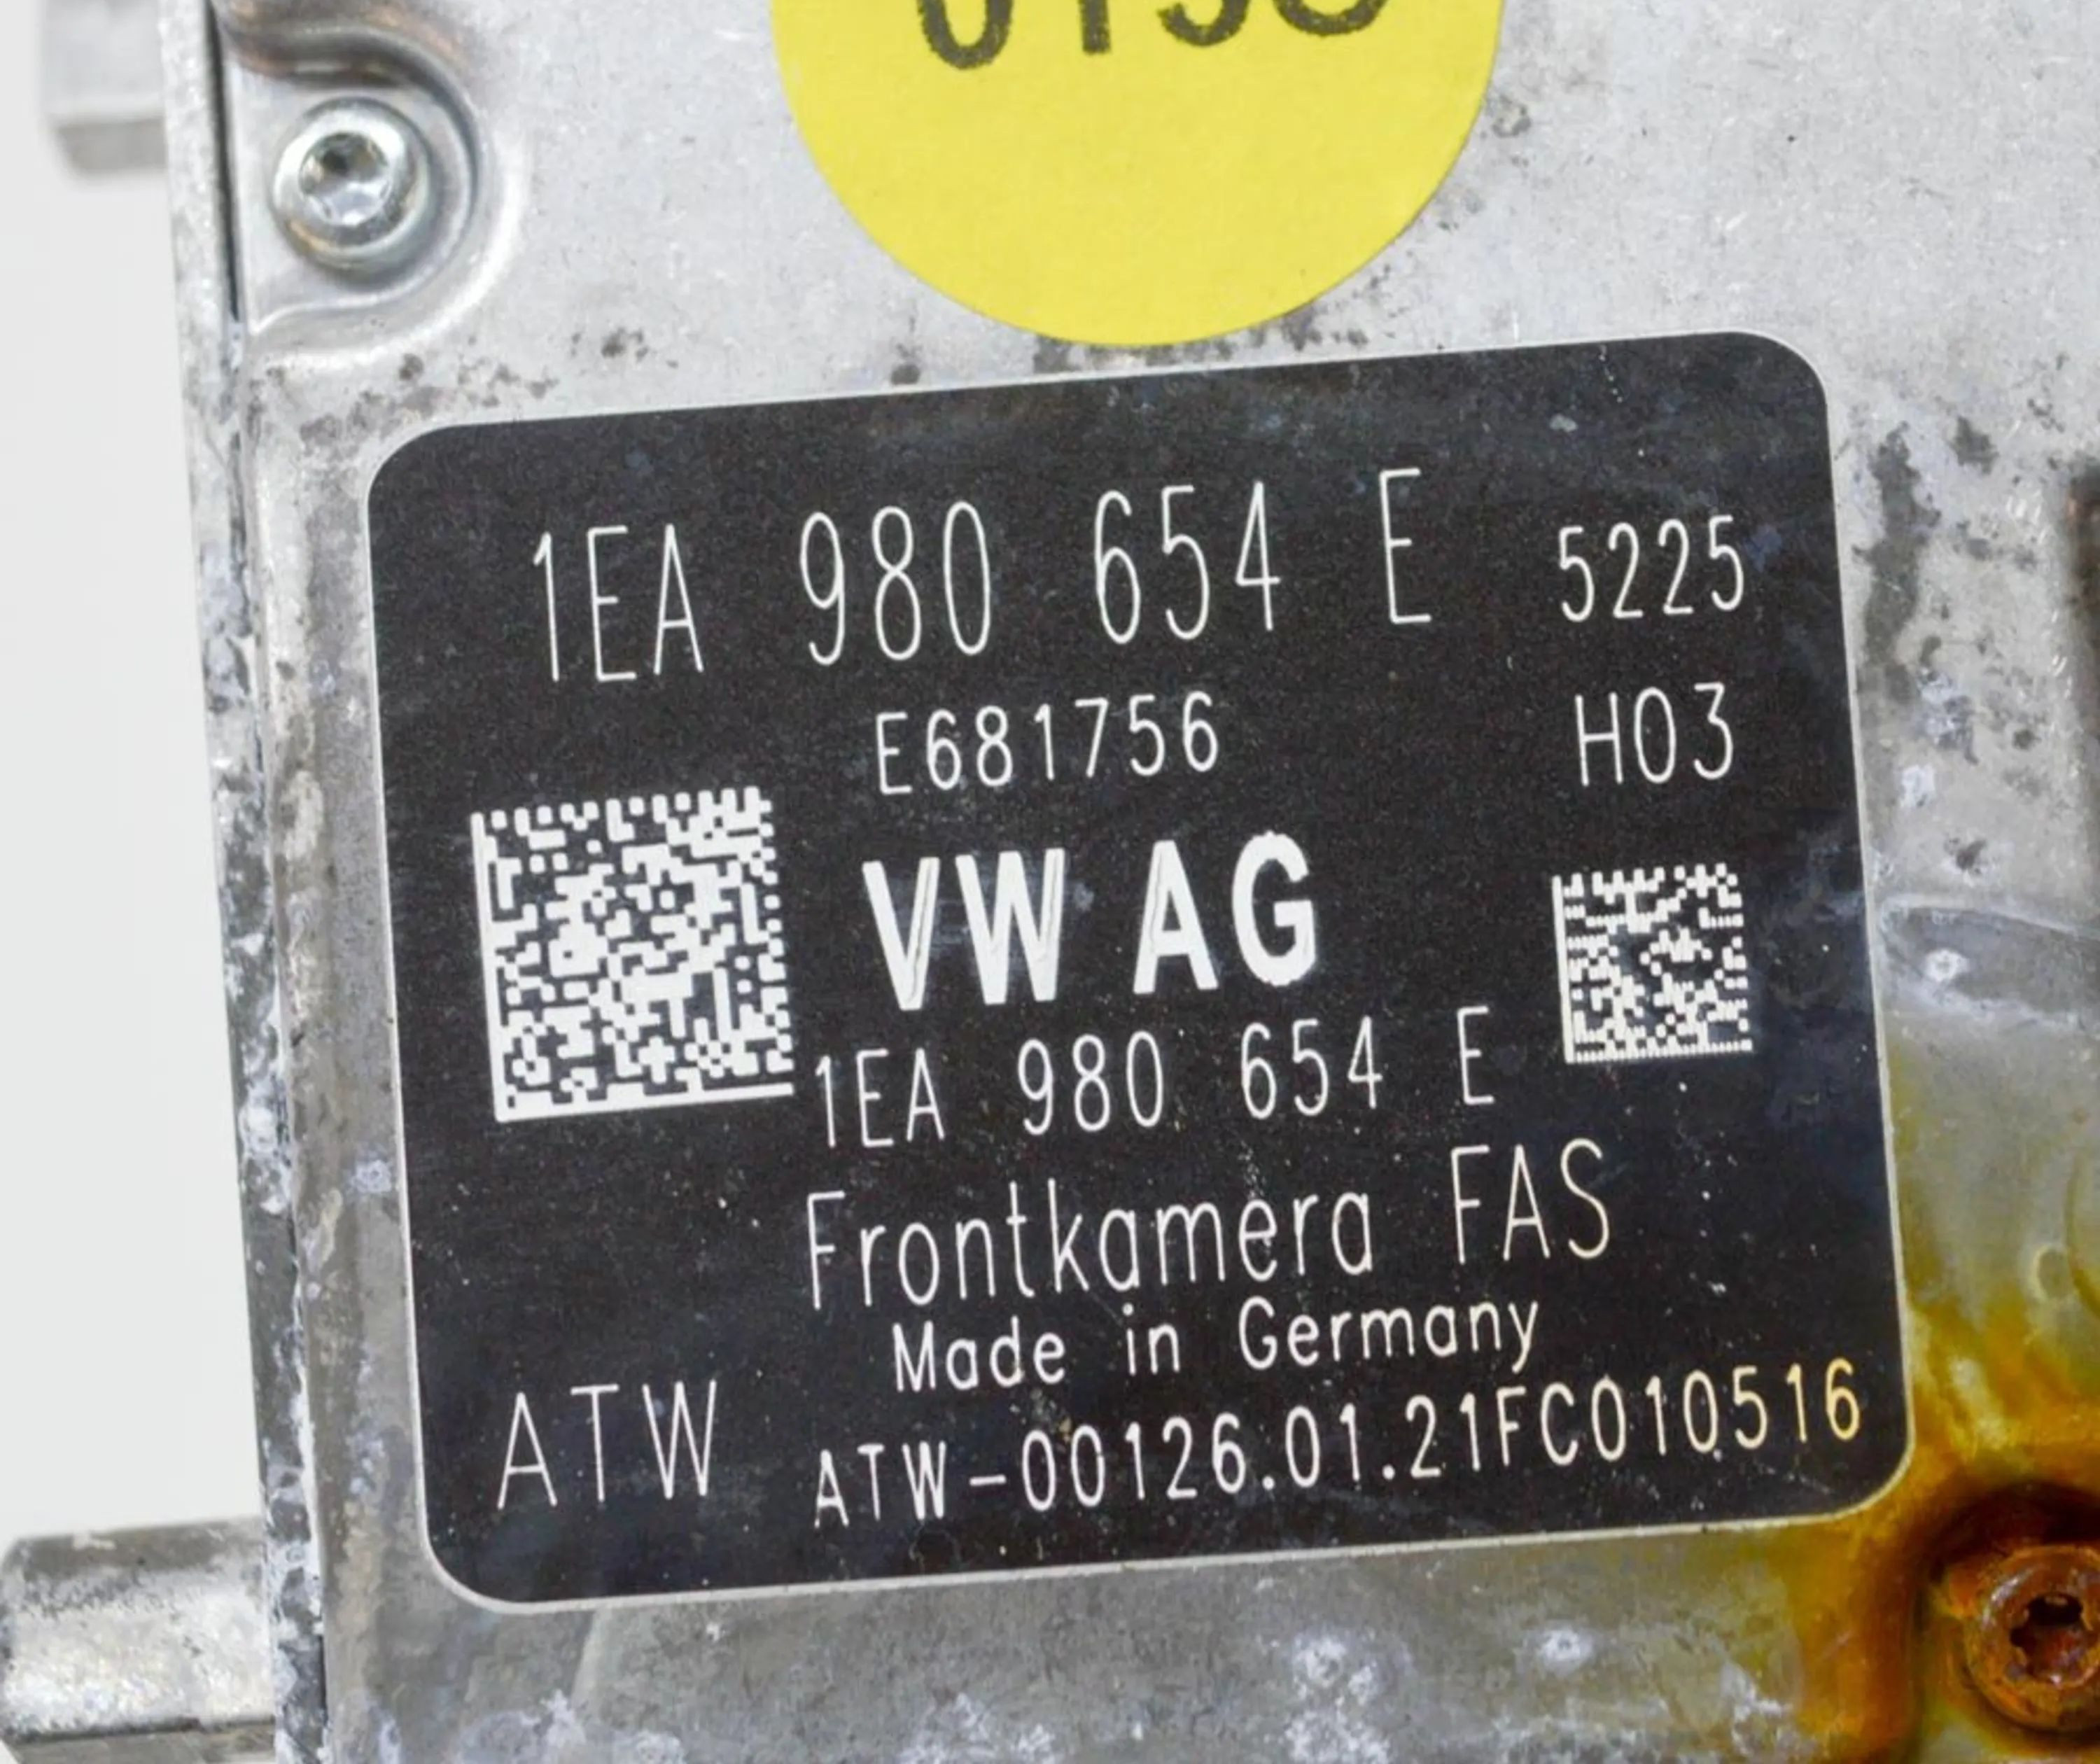 1EA 980 654 E 5225
E681756 H03
VW AG
1EA 980 654 E
Frontkamera FAS
Made in Germany
ATW ATW-00126.01.21FC010516